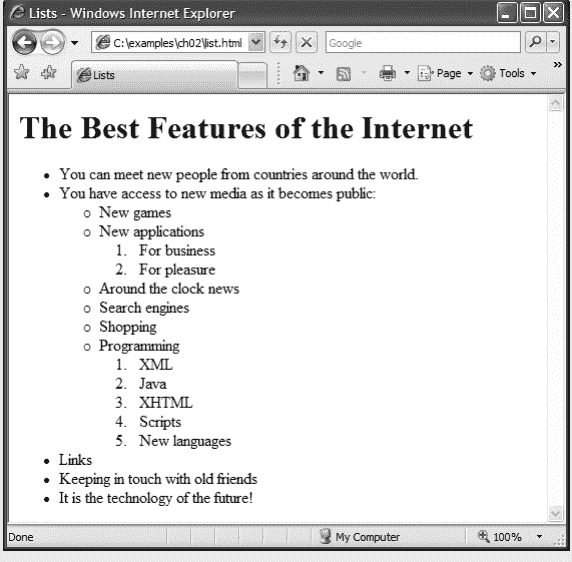 Lists - Windows Internet Explorer
C:\examples\ch02\list.html
Google
Lists
Page
Tools
»
The Best Features of the Internet
• You can meet new people from countries around the world.
• You have access to new media as it becomes public:
o New games
o New applications
1. For business
2. For pleasure
o Around the clock news
o Search engines
o Shopping
o Programming
1. XML
2. Java
3. XHTML
4. Scripts
5. New languages
• Links
• Keeping in touch with old friends
• It is the technology of the future!
Done
My Computer
100%